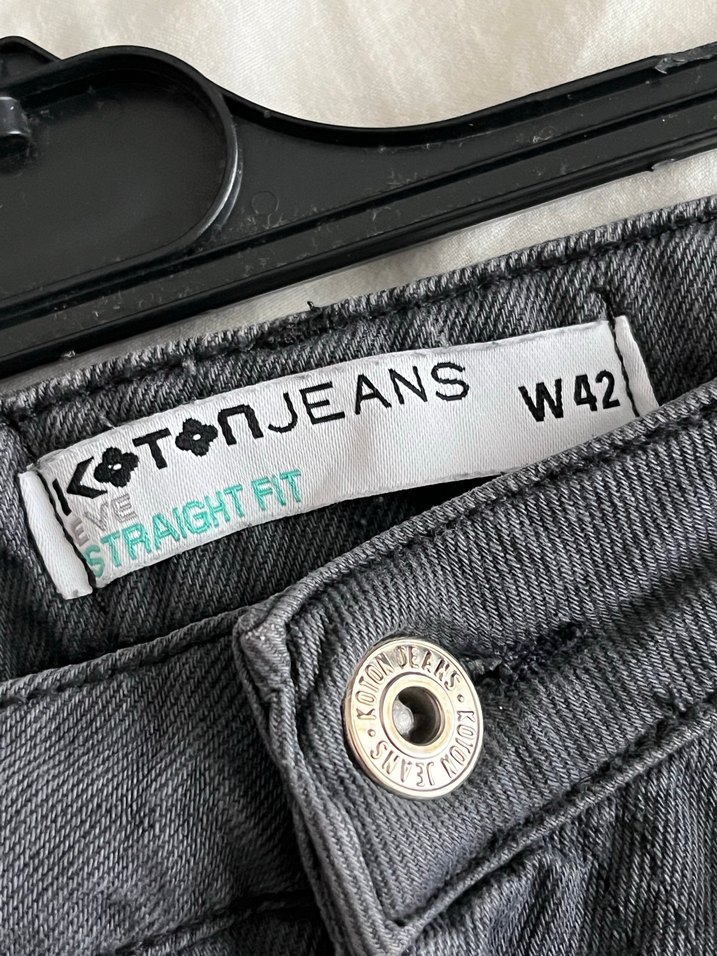 KOTONJEANS W42
EVE
STRAIGHT FIT
KOTON JEANS · KOTON JEANS ·